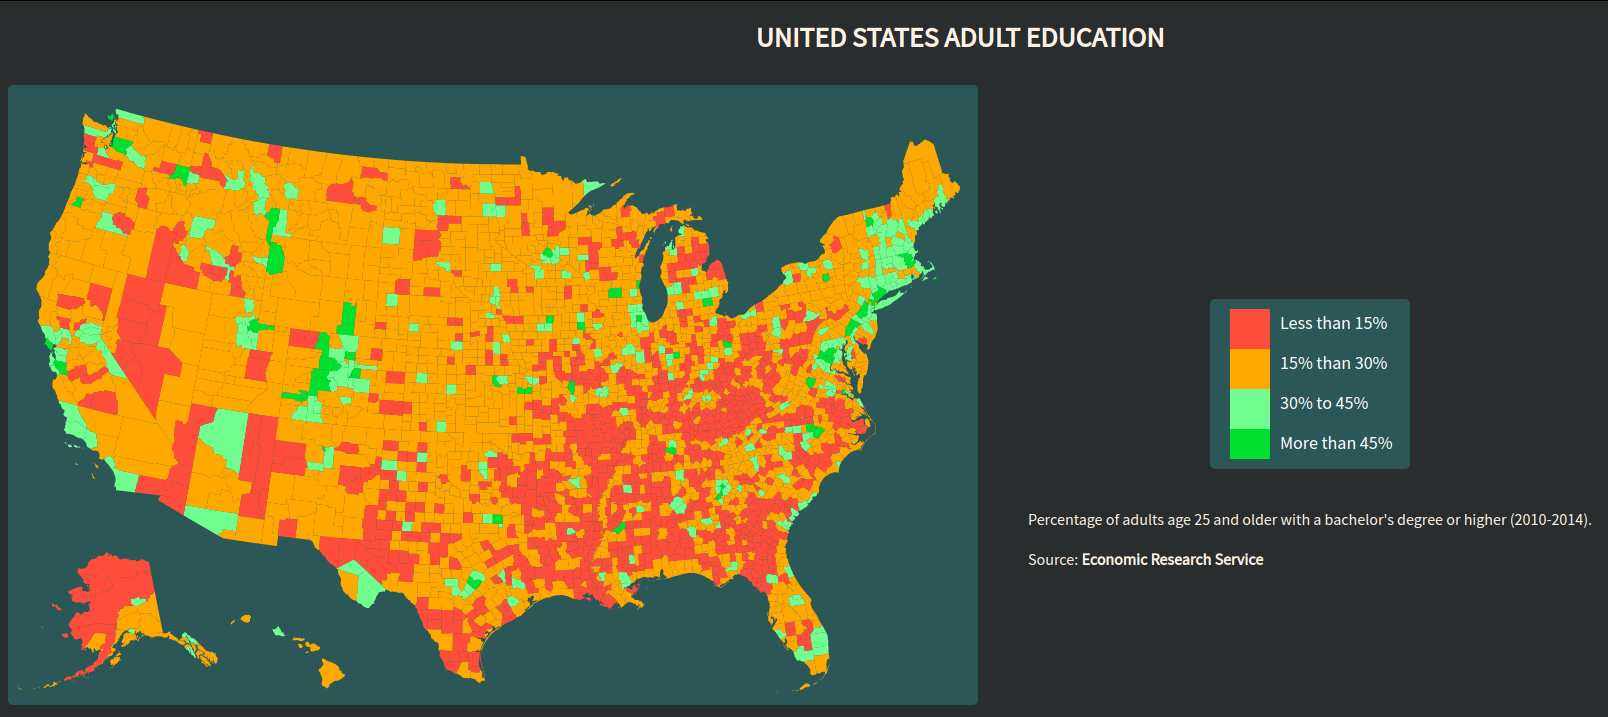 UNITED STATES ADULT EDUCATION
Less than 15%
15% than 30%
30% to 45%
More than 45%
Percentage of adults age 25 and older with a bachelor's degree or higher (2010-2014).
Source: Economic Research Service